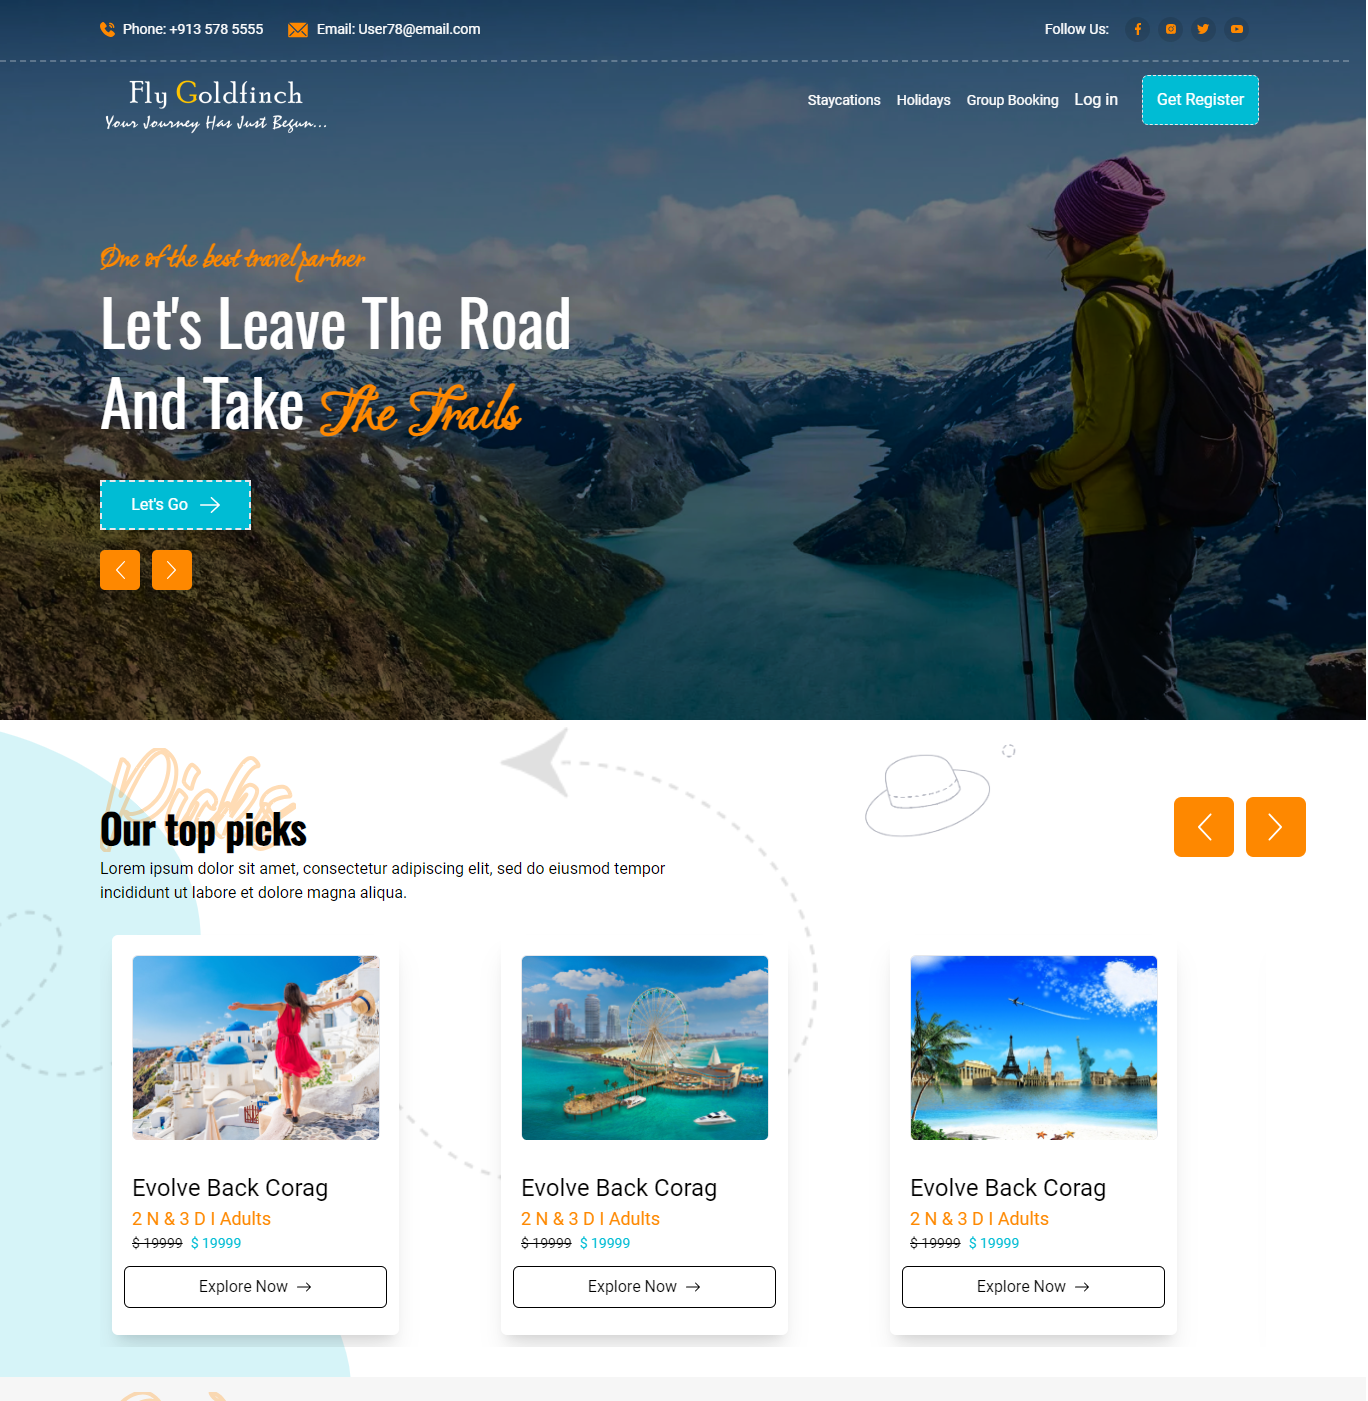 Phone: +913 578 5555
Email: User78@email.com
Follow Us:
Fly Goldfinch
Your Journey Has Just Begun...
Staycations
Holidays
Group Booking
Log in
Get Register
One of the best travel partner
Let's Leave The Road
And Take The Trails
Let's Go
Picks
Our top picks
Lorem ipsum dolor sit amet, consectetur adipiscing elit, sed do eiusmod tempor
incididunt ut labore et dolore magna aliqua.
Evolve Back Corag
2 N & 3 D I Adults
$ 19999 $ 19999
Explore Now
Evolve Back Corag
2 N & 3 D I Adults
$ 19999 $ 19999
Explore Now
Evolve Back Corag
2 N & 3 D I Adults
$ 19999 $ 19999
Explore Now